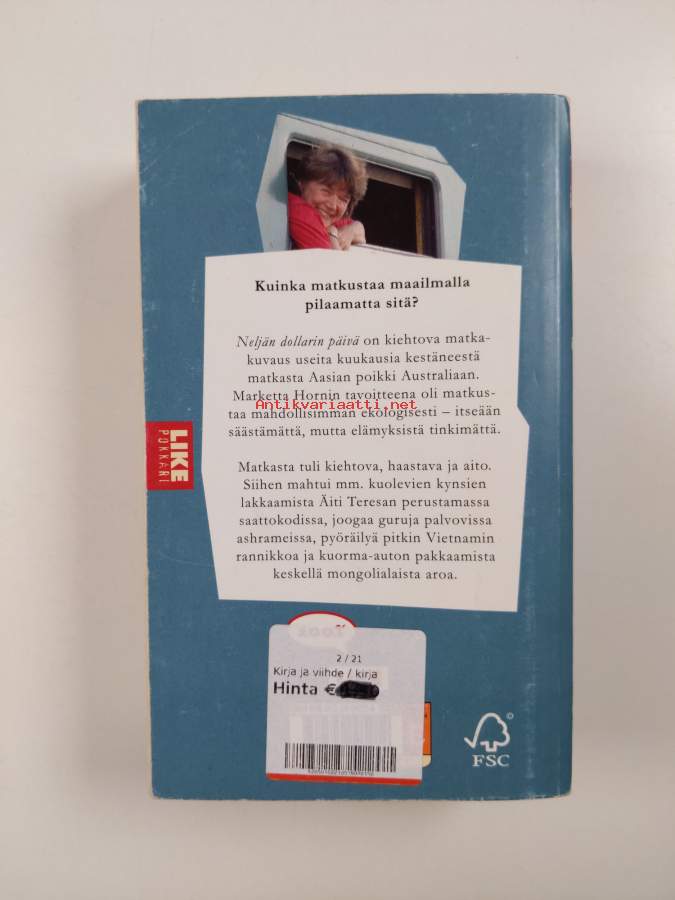 Kuinka matkustaa maailmalla
pilaamatta sitä?
Neljän dollarin päivä on kiehtova matka-
kuvaus useita kuukausia kestäneestä
matkasta Aasian poikki Australiaan.
Marketta Hornin tavoitteena oli matkus-
Antikvariaatti.net
taa mahdollisimman ekologisesti – itseään
säästämättä, mutta elämyksistä tinkimättä.
LIKE
POKKARI
Matkasta tuli kiehtova, haastava ja aito.
Siihen mahtui mm. kuolevien kynsien
lakkaamista Äiti Teresan perustamassa
saattokodissa, joogaa guruja palvovissa
ashrameissa, pyöräilyä pitkin Vietnamin
rannikkoa ja kuorma-auton pakkaamista
keskellä mongolialaista aroa.
2 / 21
Kirja ja viihde / kirja
Hinta €
©
FSC